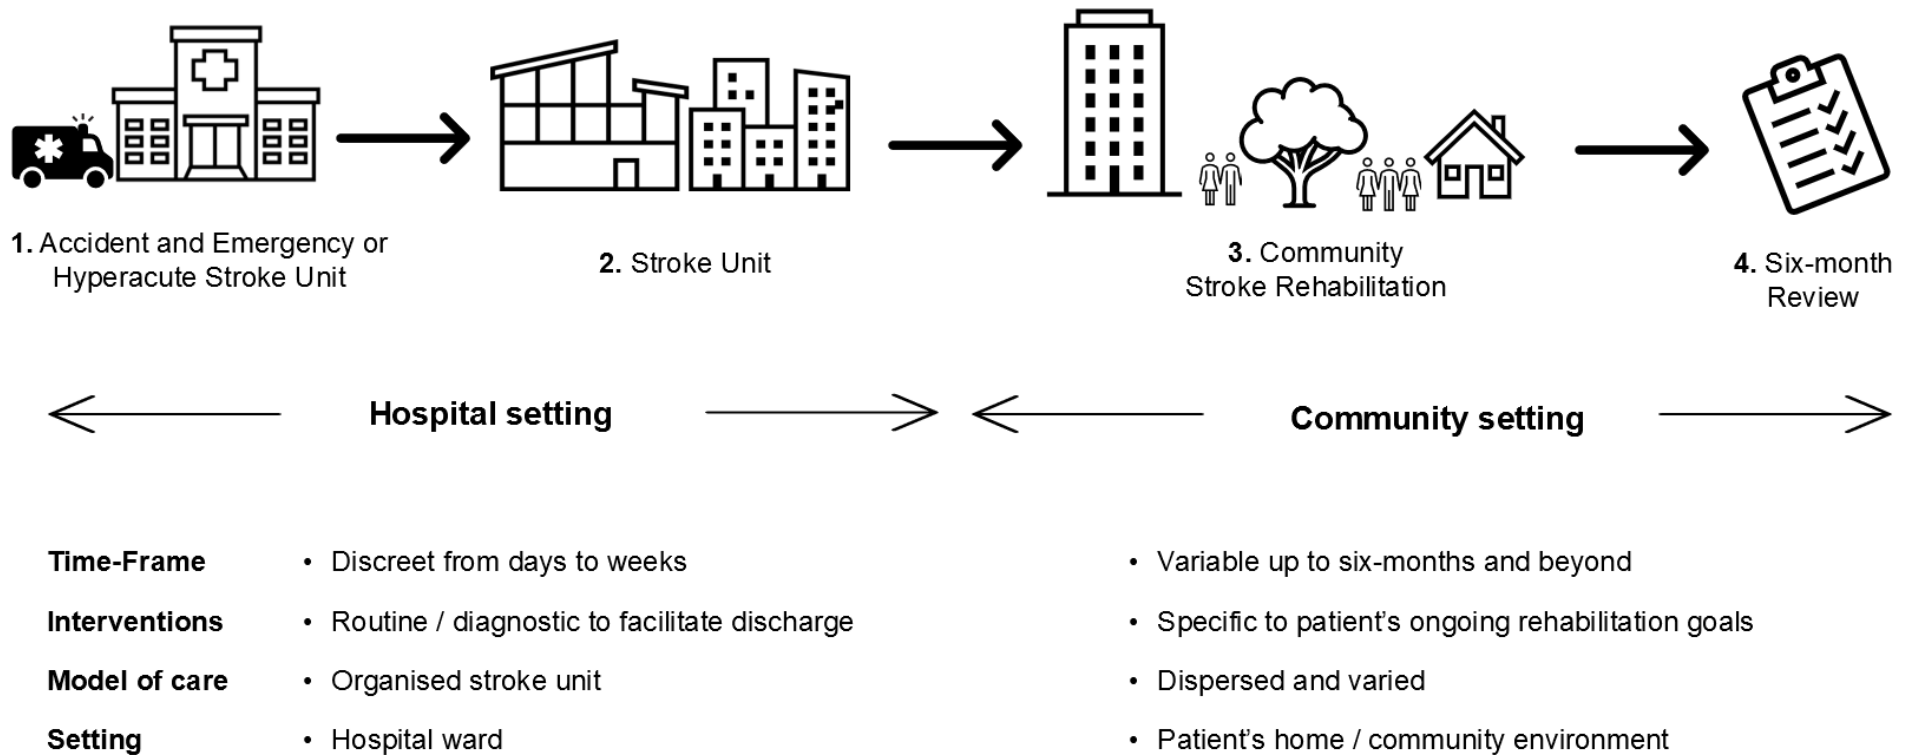 1. Accident and Emergency or
Hyperacute Stroke Unit
2. Stroke Unit
3. Community
Stroke Rehabilitation
4. Six-month
Review
Hospital setting
Community setting
Time-Frame • Discreet from days to weeks • Variable up to six-months and beyond
Interventions • Routine / diagnostic to facilitate discharge • Specific to patient’s ongoing rehabilitation goals
Model of care • Organised stroke unit • Dispersed and varied
Setting • Hospital ward • Patient’s home / community environment